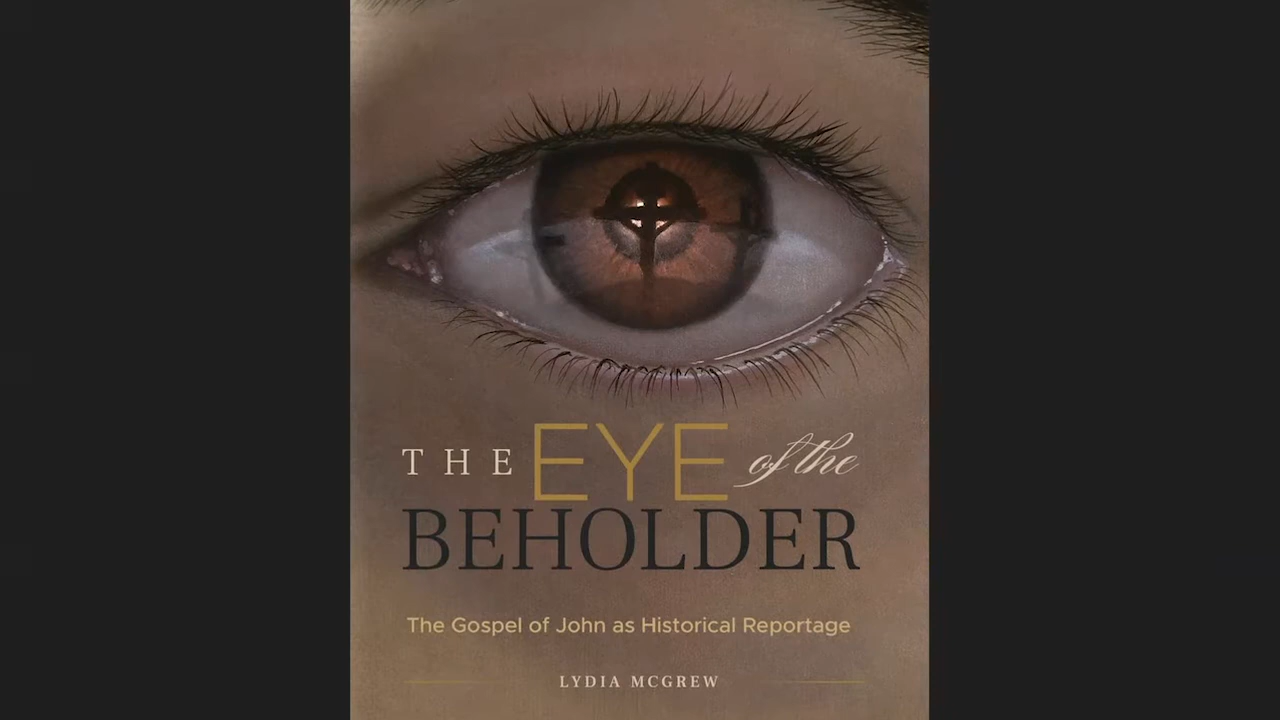 THE EYE of the
BEHOLDER
The Gospel of John as Historical Reportage
LYDIA MCGREW